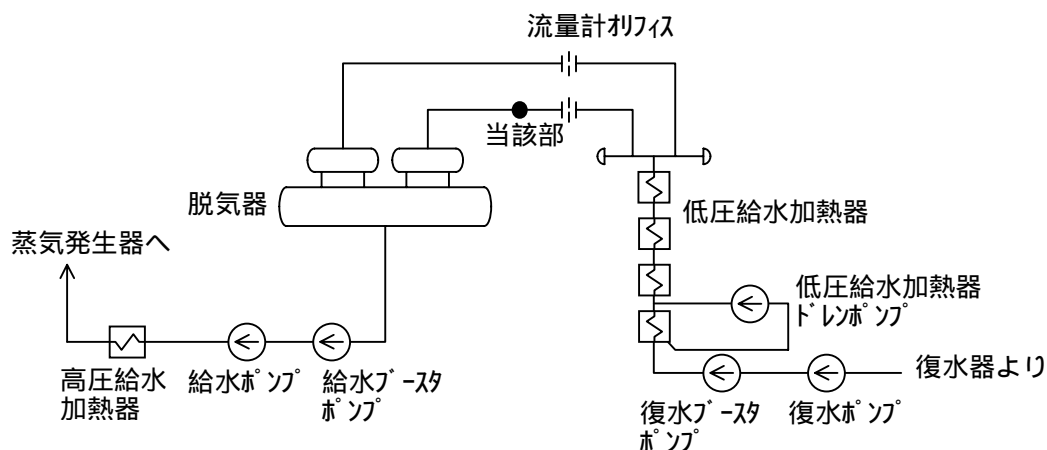 流量計ｵﾘﾌｨｽ
当該部
脱気器
低圧給水加熱器
蒸気発生器へ
低圧給水加熱器
ﾄﾞﾚﾝﾎﾟﾝﾌﾟ
復水器より
高圧給水
加熱器
給水ﾎﾟﾝﾌﾟ
給水ﾌﾞｰｽﾀ
ﾎﾟﾝﾌﾟ
復水ﾌﾞｰｽﾀ
ﾎﾟﾝﾌﾟ
復水ﾎﾟﾝﾌﾟ